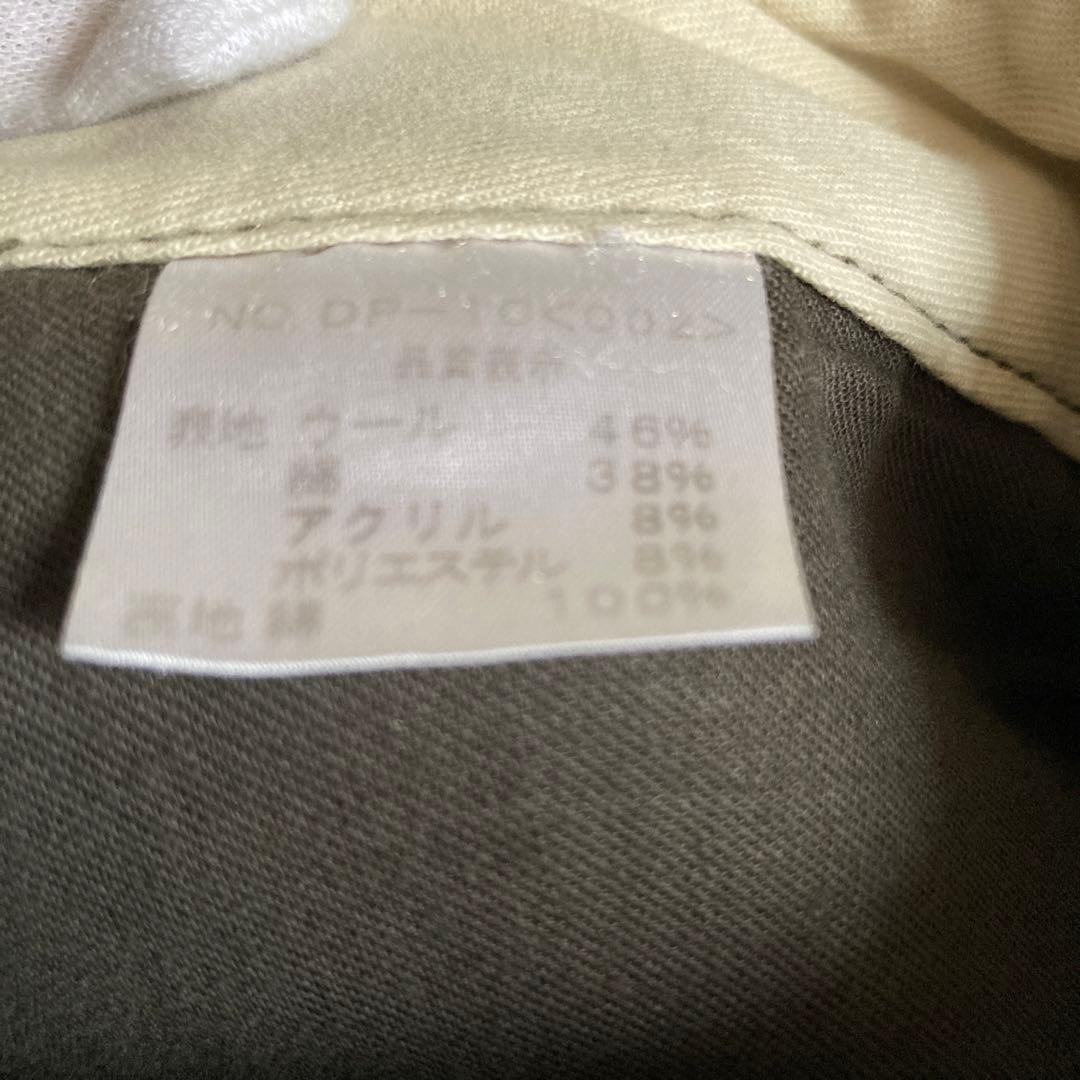 NO DP-10<002>
品質表示
表地 ウール 46%
綿 38%
アクリル 8%
ポリエステル 8%
地 綿 100%